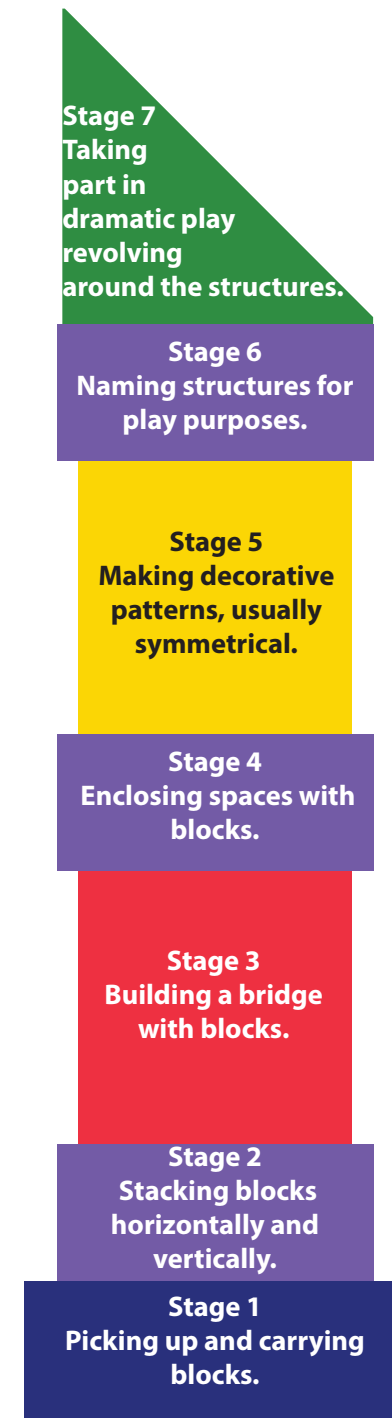 Stage 7
Taking
part in
dramatic play
revolving
around the structures.
Stage 6
Naming structures for
play purposes.
Stage 5
Making decorative
patterns, usually
symmetrical.
Stage 4
Enclosing spaces with
blocks.
Stage 3
Building a bridge
with blocks.
Stage 2
Stacking blocks
horizontally and
vertically.
Stage 1
Picking up and carrying
blocks.